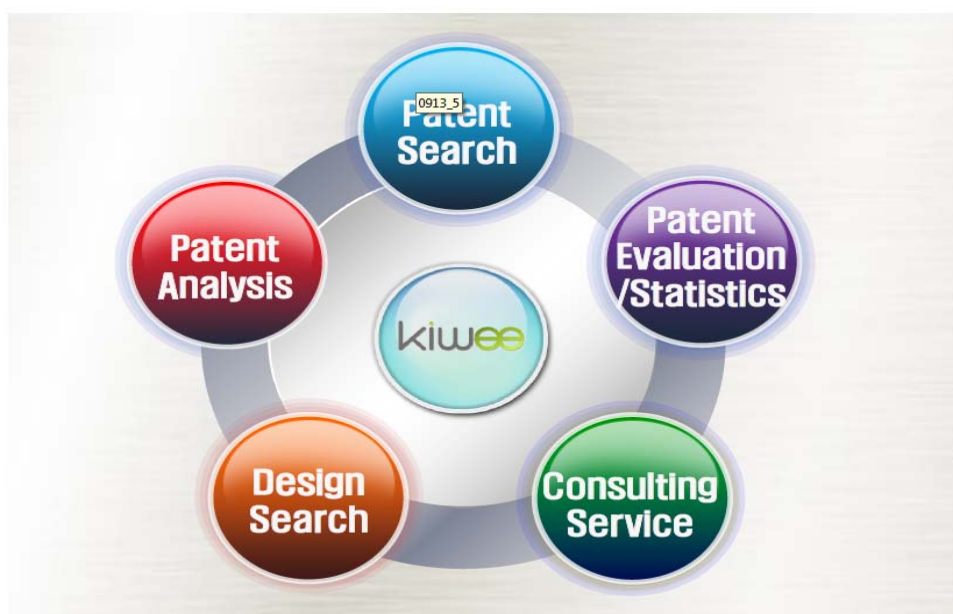 0913_5
Patent
Search
Patent
Evaluation
/Statistics
Patent
Analysis
kiwee
Design
Search
Consulting
Service